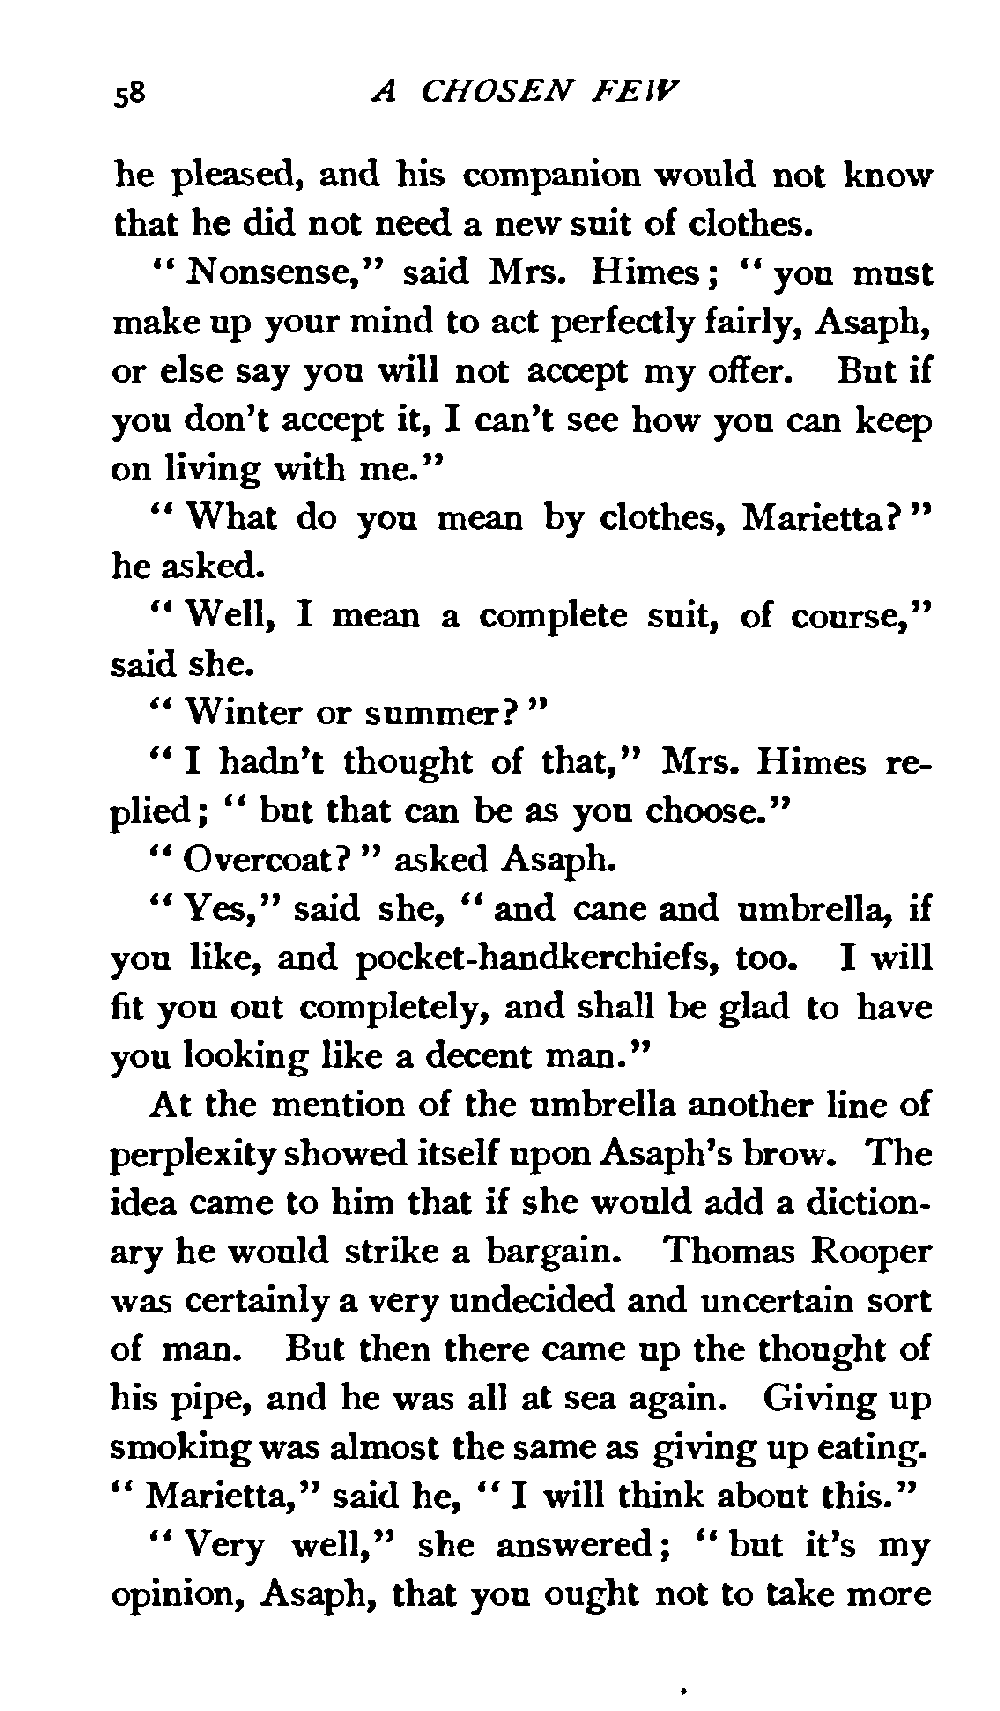 58 A CHOSEN FEW
he pleased, and his companion would not know
that he did not need a new suit of clothes.
“ Nonsense,” said Mrs. Himes ; “ you must
make up your mind to act perfectly fairly, Asaph,
or else say you will not accept my offer. But if
you don’t accept it, I can’t see how you can keep
on living with me.”
“ What do you mean by clothes, Marietta? ”
he asked.
“ Well, I mean a complete suit, of course,”
said she.
“ Winter or summer? ”
“ I hadn’t thought of that,” Mrs. Himes re-
plied ; “ but that can be as you choose.”
“ Overcoat? ” asked Asaph.
“ Yes,” said she, “ and cane and umbrella, if
you like, and pocket-handkerchiefs, too. I will
fit you out completely, and shall be glad to have
you looking like a decent man.”
At the mention of the umbrella another line of
perplexity showed itself upon Asaph’s brow. The
idea came to him that if she would add a diction-
ary he would strike a bargain. Thomas Rooper
was certainly a very undecided and uncertain sort
of man. But then there came up the thought of
his pipe, and he was all at sea again. Giving up
smoking was almost the same as giving up eating.
“ Marietta,” said he, “ I will think about this.”
“ Very well,” she answered ; “ but it’s my
opinion, Asaph, that you ought not to take more